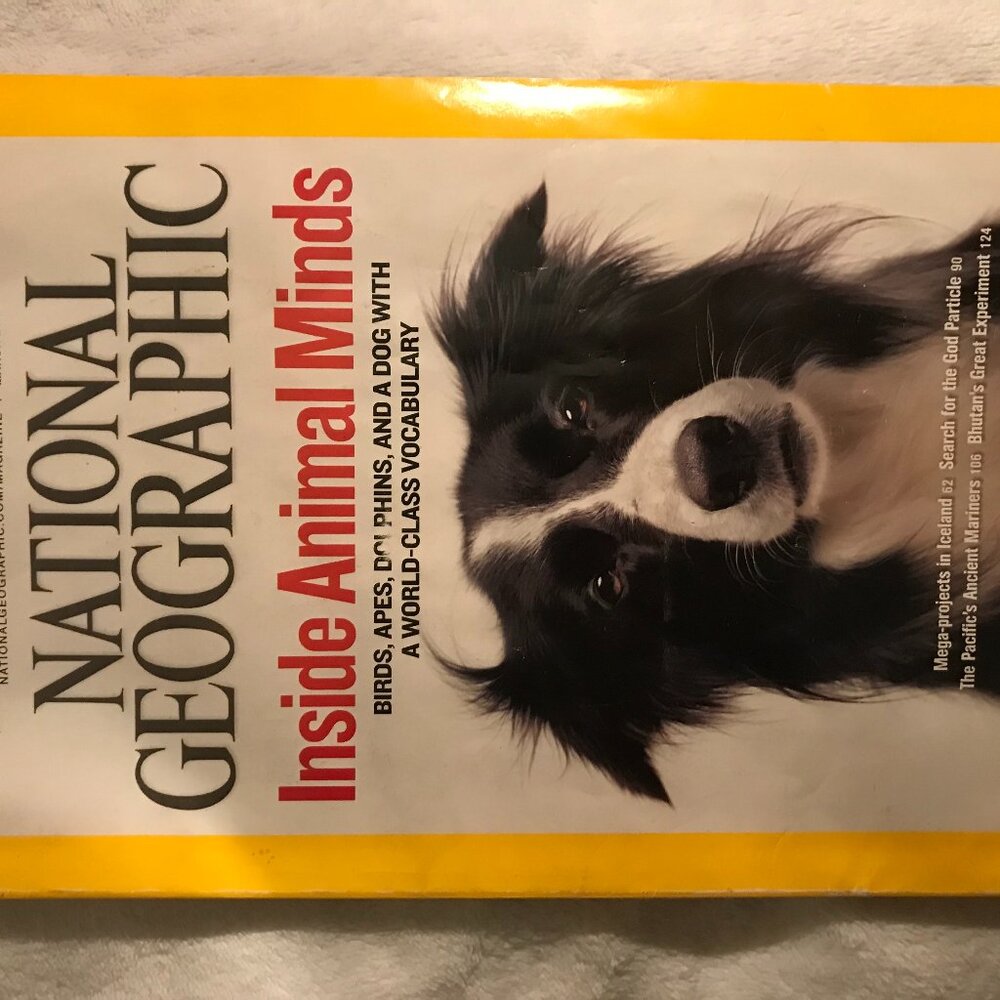 NATIONALGEOGRAPHIC.COM/MAGAZINE
NATIONAL
GEOGRAPHIC
Inside Animal Minds
BIRDS, APES, DOLPHINS, AND A DOG WITH
A WORLD-CLASS VOCABULARY
Mega-projects in Iceland 62 Search for the God Particle 90
The Pacific's Ancient Mariners 106 Bhutan's Great Experiment 124